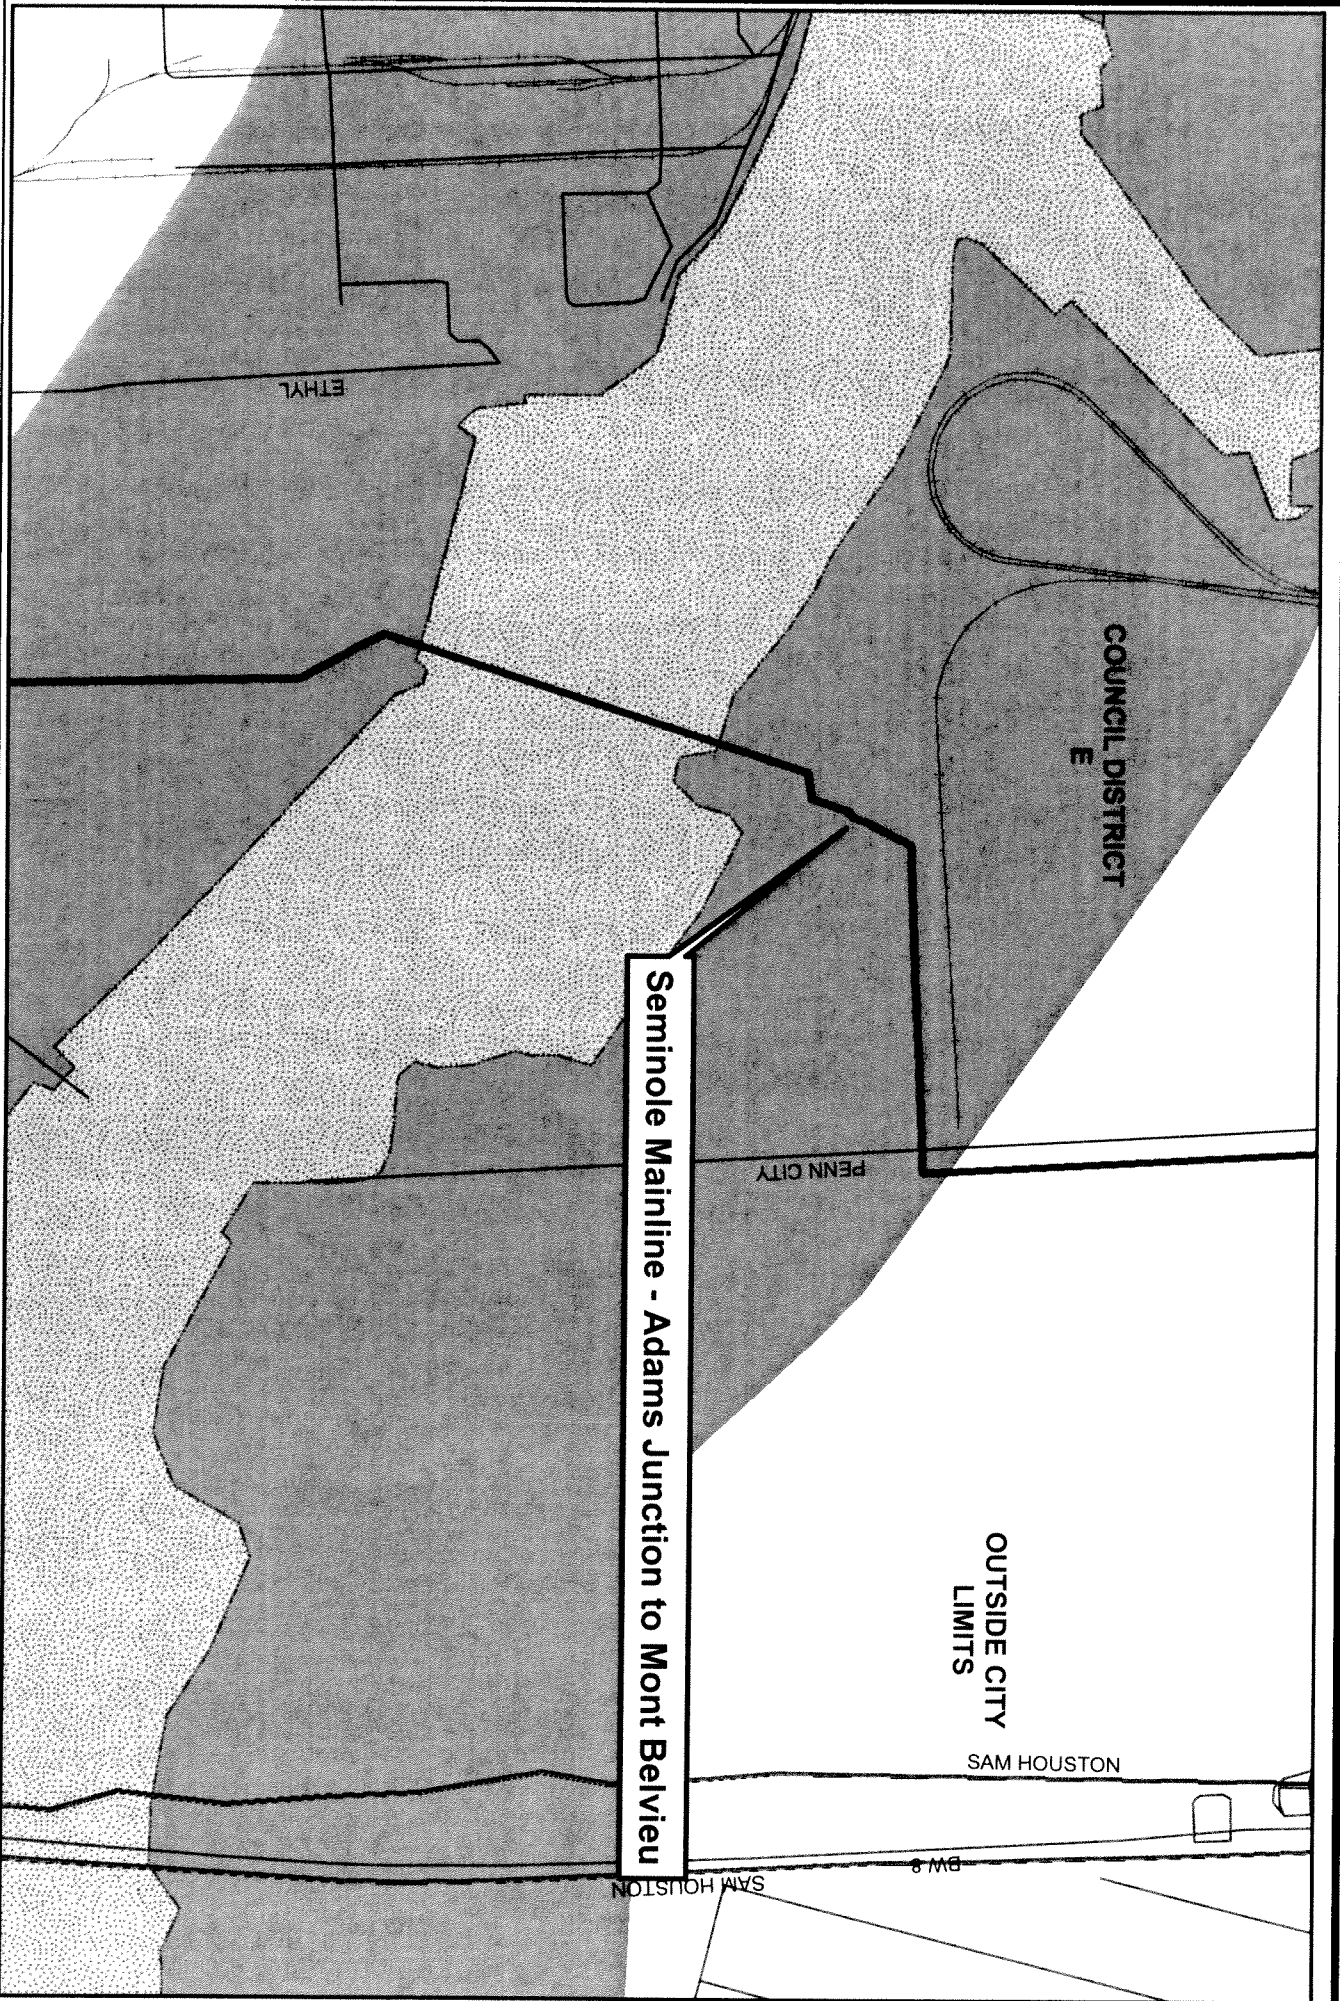 ETHYL
COUNCIL DISTRICT
E
Seminole Mainline - Adams Junction to Mont Belvieu
PENN CITY
OUTSIDE CITY
LIMITS
SAM HOUSTON
BW 8
SAM HOUSTON